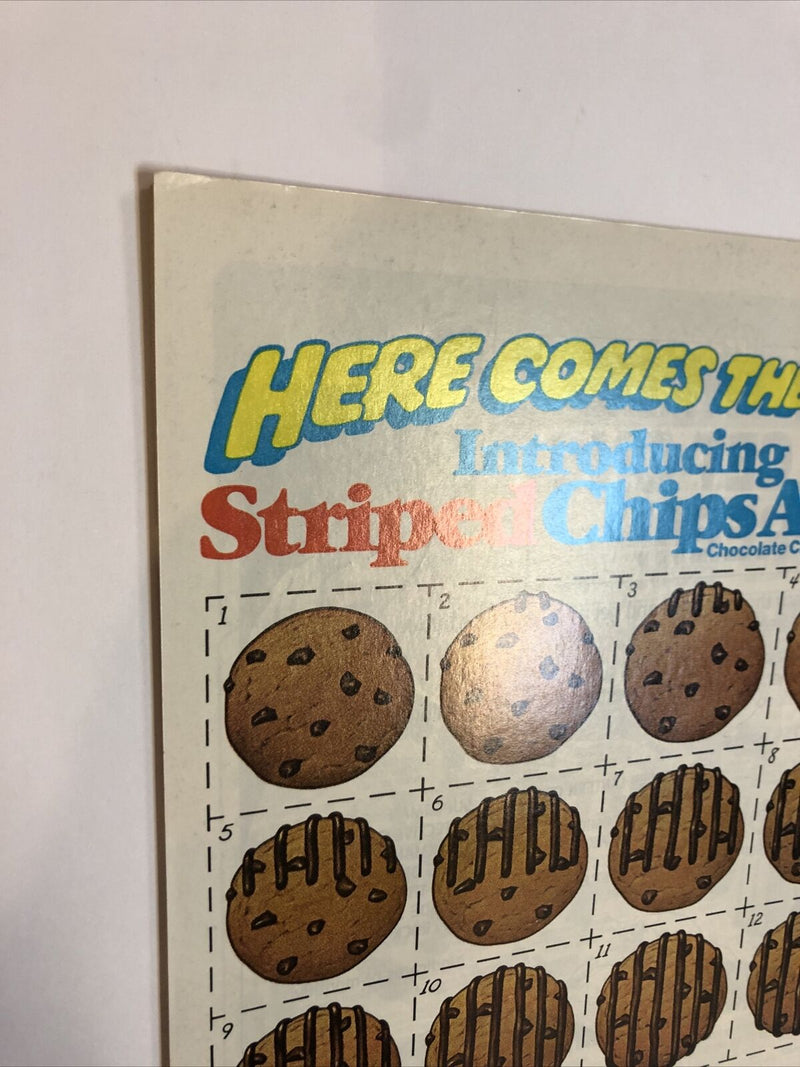 HERE COMES THE
Introducing
Striped Chips A
Chocolate C
1 2 3 4
5 6 7 8
9 10 11 12